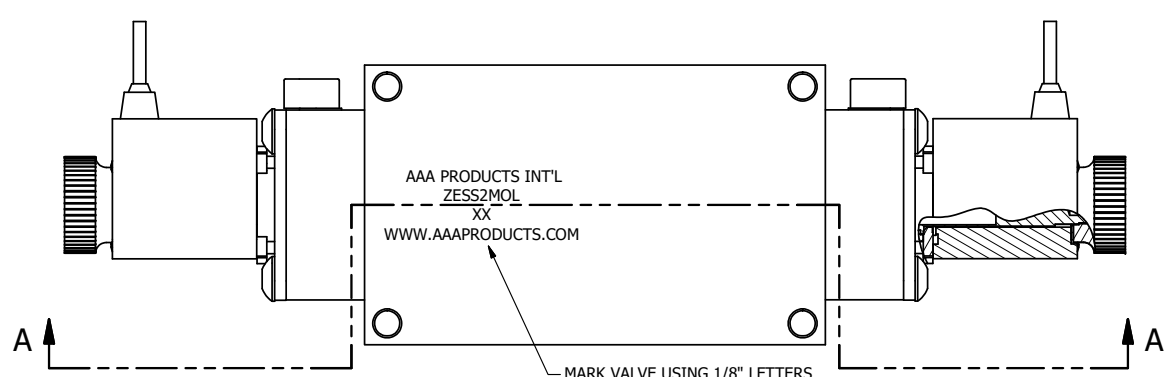 AAA PRODUCTS INT'L
ZESS2MOL
XX
WWW.AAAPRODUCTS.COM
A
A
MARK VALVE USING 1/8" LETTERS